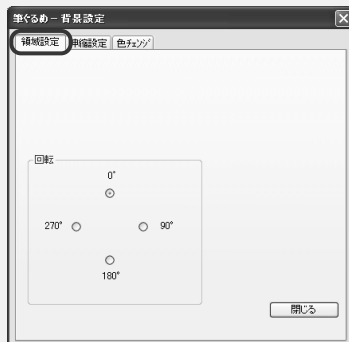 筆ぐるめ － 背景設定
領域設定 伸縮設定 色ﾁｪﾝｼﾞ
回転
0°
270° 90°
180°
閉じる